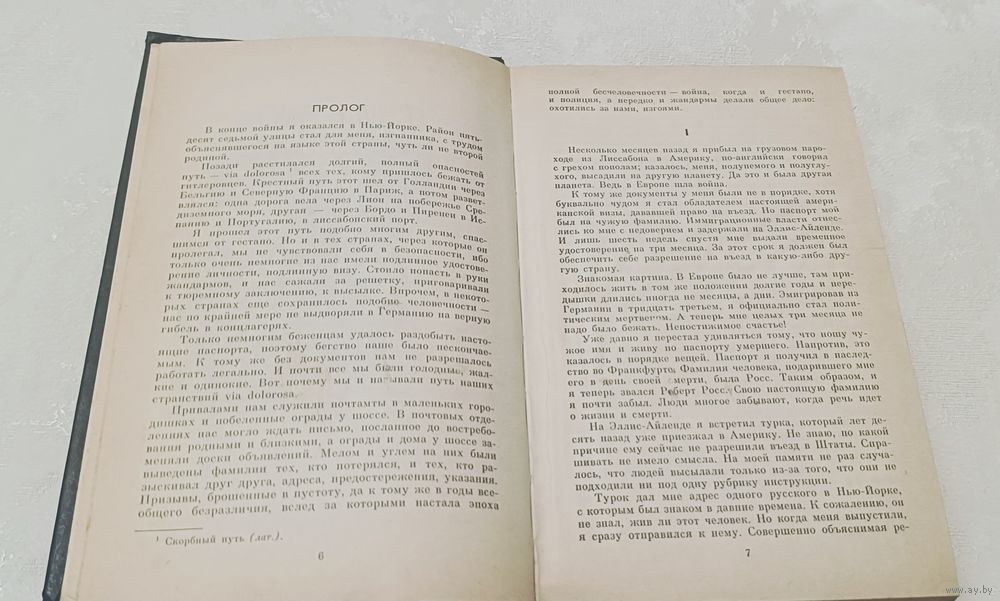 ПРОЛОГ
В конце войны я оказался в Нью-Йорке. Район пять-
десят седьмой улицы стал для меня, изгнанника, с трудом
объяснявшегося на языке этой страны, чуть ли не второй
родиной.
Позади расстилался долгий, полный опасностей
путь — via dolorosa ¹ всех тех, кому пришлось бежать от
гитлеровцев. Крестный путь этот шел от Голландии через
Бельгию и Северную Францию в Париж, а потом развет-
влялся: одна дорога вела через Лион на побережье Сре-
диземного моря, другая — через Бордо и Пиренеи в Ис-
панию и Португалию, в лиссабонский порт.
Я прошел этот путь подобно многим другим, спас-
шимся от гестапо. Но и в тех странах, через которые он
пролегал, мы не чувствовали себя в безопасности, ибо
только очень немногие из нас имели подлинное удостове-
рение личности, подлинную визу. Стоило попасть в руки
жандармов, и нас сажали за решетку, приговаривали
к тюремному заключению, к высылке. Впрочем, в некото-
рых странах еще сохранилось подобие человечности —
нас по крайней мере не выдворяли в Германию на верную
гибель в концлагерях.
Только немногим беженцам удалось раздобыть насто-
ящие паспорта, поэтому бегство наше было нескончае-
мым. К тому же без документов нам не разрешалось
работать легально. И почти все мы были голодные, жал-
кие и одинокие. Вот почему мы и называли путь наших
странствий via dolorosa.
Привалами нам служили почтамты в маленьких горо-
дишках и побеленные ограды у шоссе. В почтовых отде-
лениях нас могло ждать письмо, посланное до востребо-
вания родными и близкими, а ограды и дома у шоссе за-
меняли доски объявлений. Мелом и углем на них были
выведены фамилии тех, кто потерялся, и тех, кто ра-
зыскивал друг друга, адреса, предостережения, указания.
Призывы, брошенные в пустоту, да к тому же в годы все-
общего безразличия, вслед за которыми настала эпоха
¹ Скорбный путь (лат.).
6
полной бесчеловечности — война, когда и гестапо,
и полиция, а нередко и жандармы делали общее дело:
охотились за нами, изгоями.
I
Несколько месяцев назад я прибыл на грузовом паро-
ходе из Лиссабона в Америку, по-английски говорил
с грехом пополам; казалось, меня, полунемого и полуглу-
хого, высадили на другую планету. Да это и была другая
планета. Ведь в Европе шла война.
К тому же документы у меня были не в порядке, хотя
буквально чудом я стал обладателем настоящей амери-
канской визы, дававшей право на въезд. Но паспорт мой
был на чужую фамилию. Иммиграционные власти отнес-
лись ко мне с недоверием и задержали на Эллис-Айленде.
И лишь шесть недель спустя мне выдали временное
удостоверение на три месяца. За этот срок я должен был
обеспечить себе разрешение на въезд в какую-либо дру-
гую страну.
Знакомая картина. В Европе было не лучше, там при-
ходилось жить в том же положении долгие годы и пере-
дышки длились иногда не месяцы, а дни. Эмигрировав из
Германии в тридцать третьем, я официально стал поли-
тическим мертвецом. А теперь мне целых три месяца не
надо было бежать. Непостижимое счастье!
Уже давно я перестал удивляться тому, что ношу чу-
жое имя и живу по паспорту умершего. Напротив, это
казалось в порядке вещей. Паспорт я получил в наслед-
ство во Франкфурте. Фамилия человека, подарившего мне
его в день своей смерти, была Росс. Таким образом, и
я теперь звался Роберт Росс. Свою настоящую фамилию
я почти забыл. Люди многое забывают, когда речь идет
о жизни и смерти.
На Эллис-Айленде я встретил турка, который лет де-
сять назад уже приезжал в Америку. Не знаю, по какой
причине ему сейчас не разрешили въезд в Штаты. Спра-
шивать не имело смысла. На моей памяти не раз случа-
лось, что людей высылали только из-за того, что они не
подходили ни под одну рубрику инструкции.
Турок дал мне адрес одного русского в Нью-Йорке,
с которым был знаком в давние времена. К сожалению, он
не знал, жив ли этот человек. Но когда меня выпустили,
я сразу отправился к нему. Совершенно объяснимая ре-
7
www.ay.by